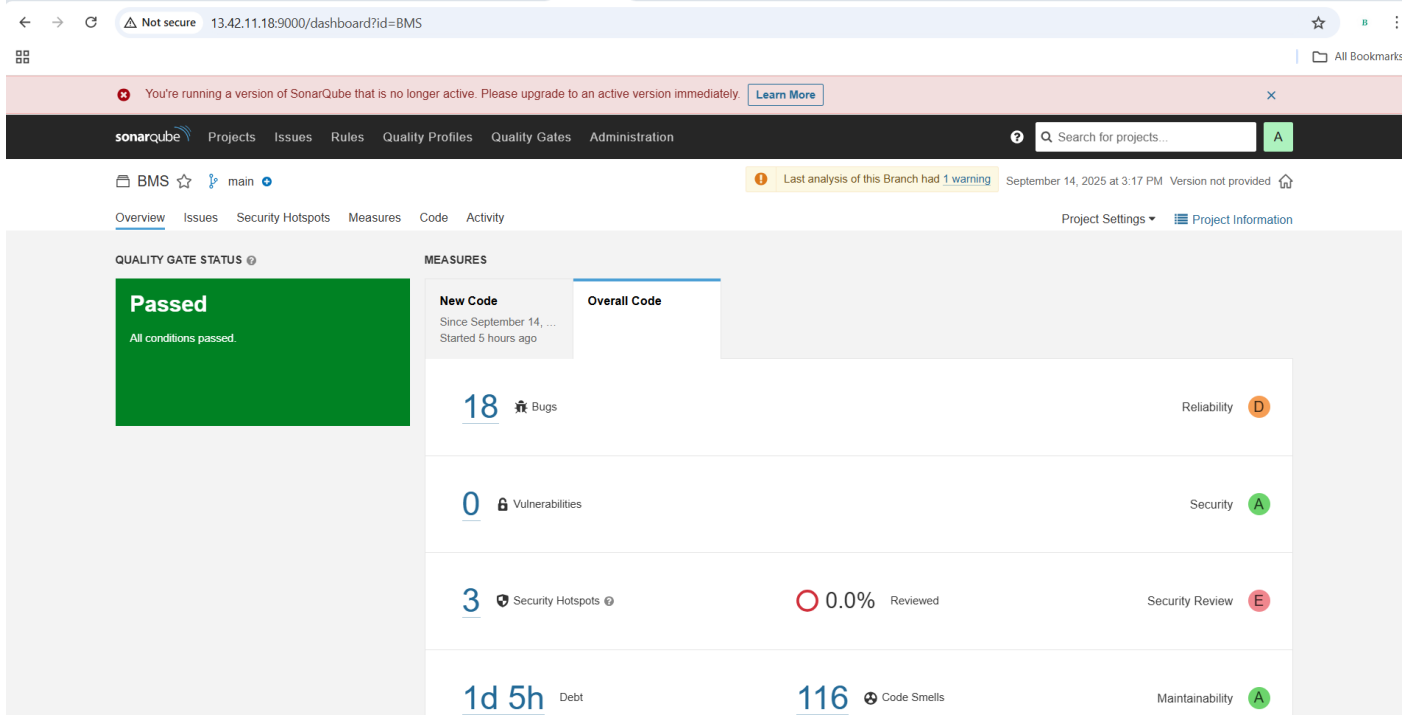 Not secure 13.42.11.18:9000/dashboard?id=BMS B
All Bookmarks
You're running a version of SonarQube that is no longer active. Please upgrade to an active version immediately. Learn More
sonarqube Projects Issues Rules Quality Profiles Quality Gates Administration ? Search for projects... A
BMS main Last analysis of this Branch had 1 warning September 14, 2025 at 3:17 PM Version not provided
Overview Issues Security Hotspots Measures Code Activity Project Settings Project Information
QUALITY GATE STATUS ? MEASURES
Passed
All conditions passed.
New Code
Since September 14, ...
Started 5 hours ago
Overall Code
18 Bugs Reliability D
0 Vulnerabilities Security A
3 Security Hotspots ? 0.0% Reviewed Security Review E
1d 5h Debt 116 Code Smells Maintainability A